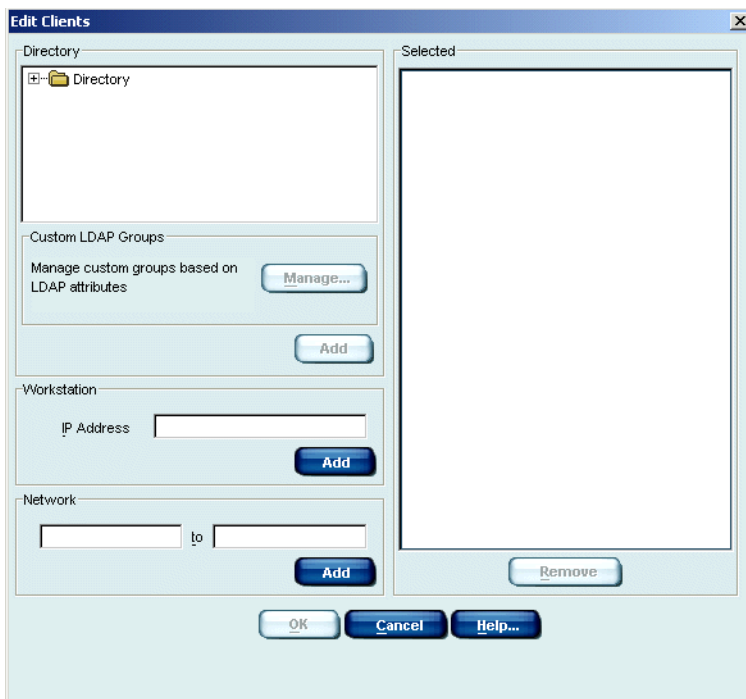 Edit Clients
Directory
Directory
Custom LDAP Groups
Manage custom groups based on
LDAP attributes
Manage...
Add
Workstation
IP Address
Add
Network
to
Add
Selected
Remove
OK
Cancel
Help...